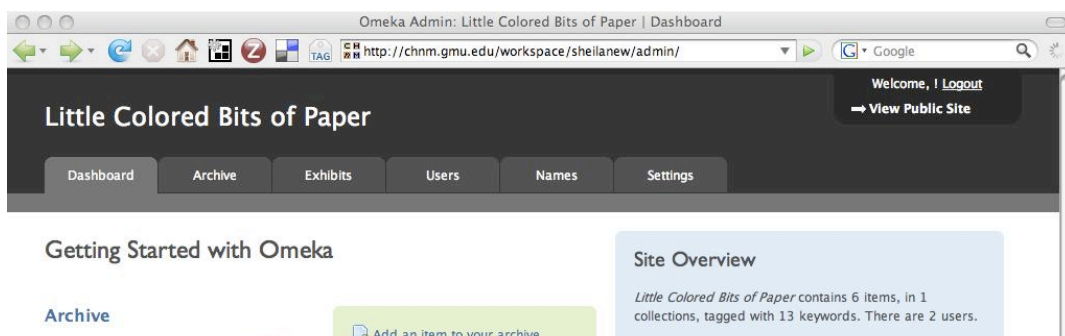 Omeka Admin: Little Colored Bits of Paper | Dashboard
TAG CHNM http://chnm.gmu.edu/workspace/sheilanew/admin/ G Google
Welcome, ! Logout
➡ View Public Site
Little Colored Bits of Paper
Dashboard Archive Exhibits Users Names Settings
Getting Started with Omeka
Site Overview
Little Colored Bits of Paper contains 6 items, in 1
collections, tagged with 13 keywords. There are 2 users.
Archive
Add an item to your archive